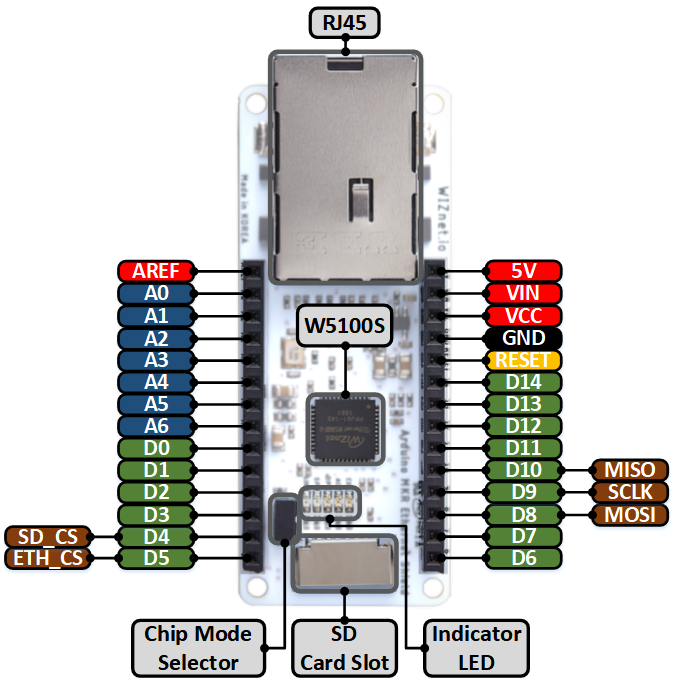 RJ45
Made in KOREA
WIZnet.io
AREF
A0
A1
A2
A3
A4
A5
A6
D0
D1
D2
D3
SD_CS D4
ETH_CS D5
W5100S
WIZnet
5V
VIN
VCC
GND
RESET
D14
D13
D12
D11
D10 MISO
D9 SCLK
D8 MOSI
D7
D6
Arduino MKR
Chip Mode
Selector
SD
Card Slot
Indicator
LED